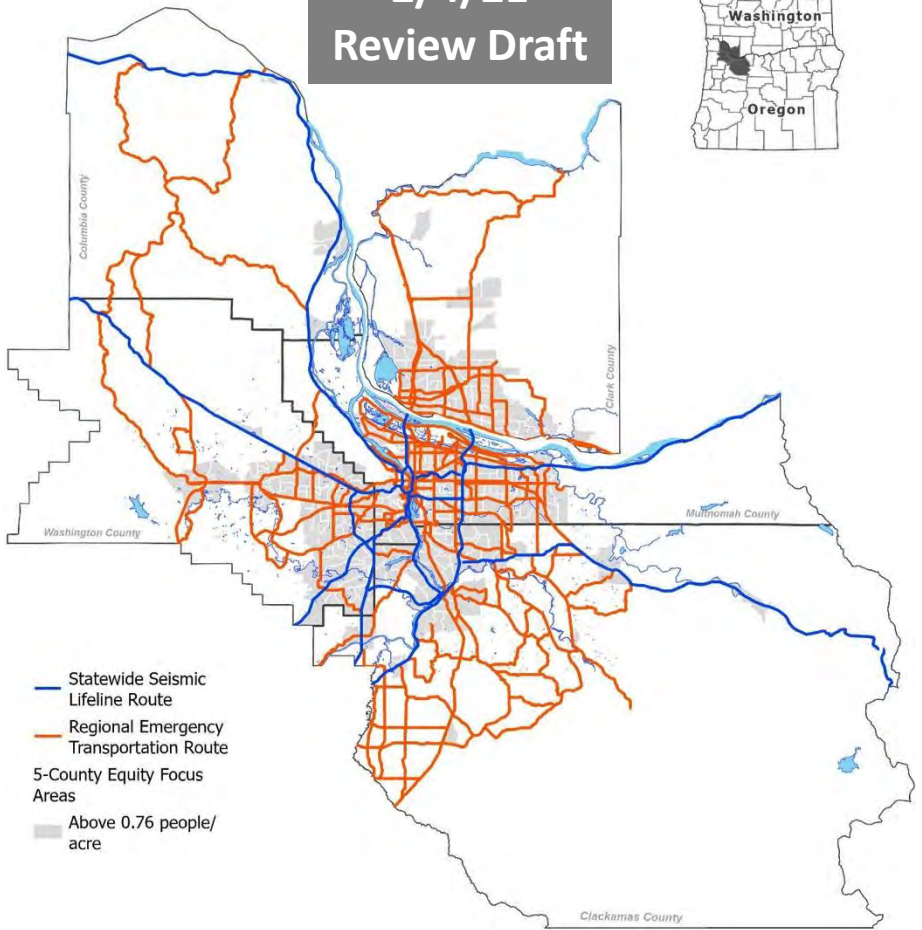 Review Draft
Washington
Oregon
Columbia County
Clark County
Multnomah County
Washington County
Statewide Seismic
Lifeline Route
Regional Emergency
Transportation Route
5-County Equity Focus
Areas
Above 0.76 people/
acre
Clackamas County